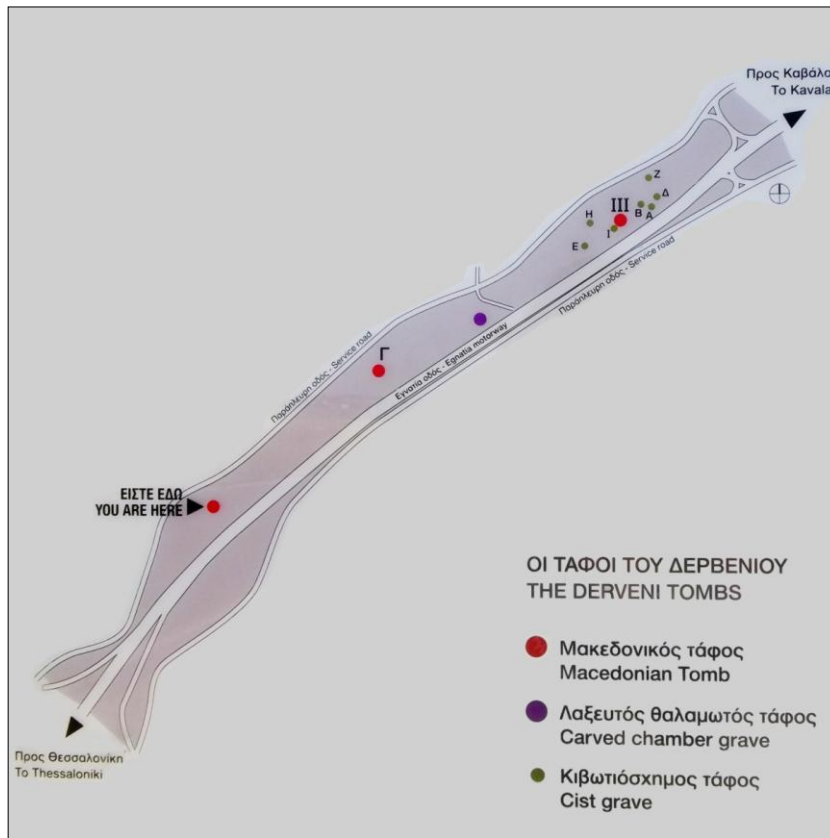 Προς Καβάλα
To Kavala
Ζ
Δ
III
Β
Α
Η
Ι
Ε
Παράπλευρη οδός - Service road
Παράπλευρη οδός - Service road
Εγνατία οδός - Egnatia motorway
Γ
ΕΙΣΤΕ ΕΔΩ
YOU ARE HERE
ΟΙ ΤΑΦΟΙ ΤΟΥ ΔΕΡΒΕΝΙΟΥ
THE DERVENI TOMBS
Μακεδονικός τάφος
Macedonian Tomb
Λαξευτός θαλαμωτός τάφος
Carved chamber grave
Κιβωτιόσχημος τάφος
Cist grave
Προς Θεσσαλονίκη
To Thessaloniki